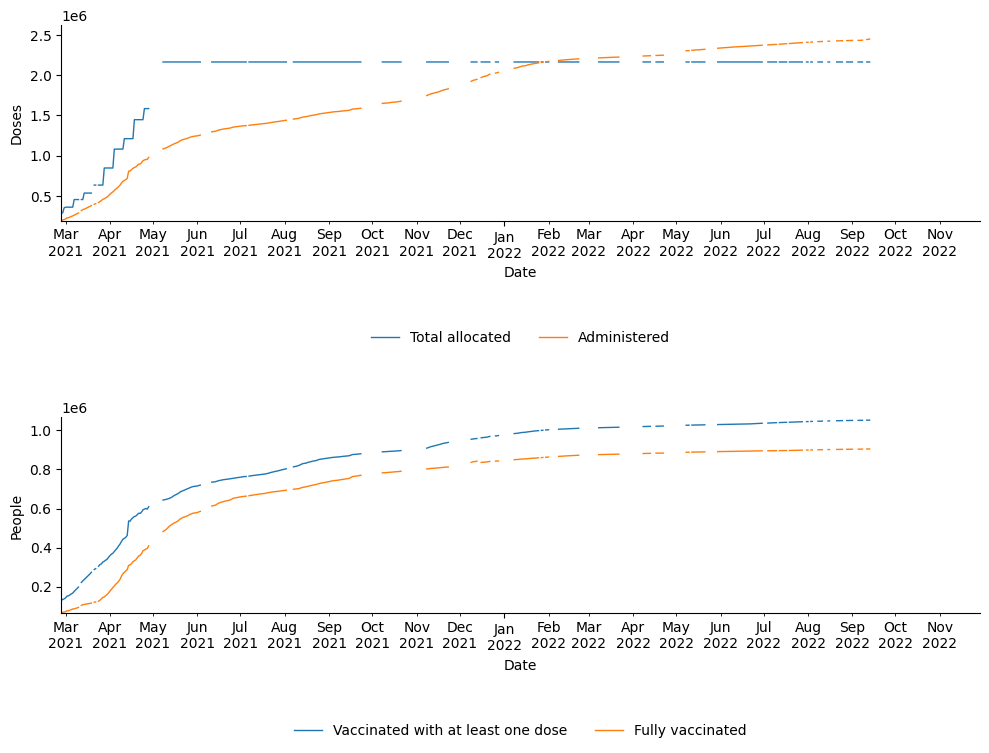 1e6
Doses
2.5
2.0
1.5
1.0
0.5
Mar Apr May Jun Jul Aug Sep Oct Nov Dec Jan Feb Mar Apr May Jun Jul Aug Sep Oct Nov
2021 2021 2021 2021 2021 2021 2021 2021 2021 2021 2022 2022 2022 2022 2022 2022 2022 2022 2022 2022 2022
Date
Total allocated Administered
1e6
People
1.0
0.8
0.6
0.4
0.2
Mar Apr May Jun Jul Aug Sep Oct Nov Dec Jan Feb Mar Apr May Jun Jul Aug Sep Oct Nov
2021 2021 2021 2021 2021 2021 2021 2021 2021 2021 2022 2022 2022 2022 2022 2022 2022 2022 2022 2022 2022
Date
Vaccinated with at least one dose Fully vaccinated